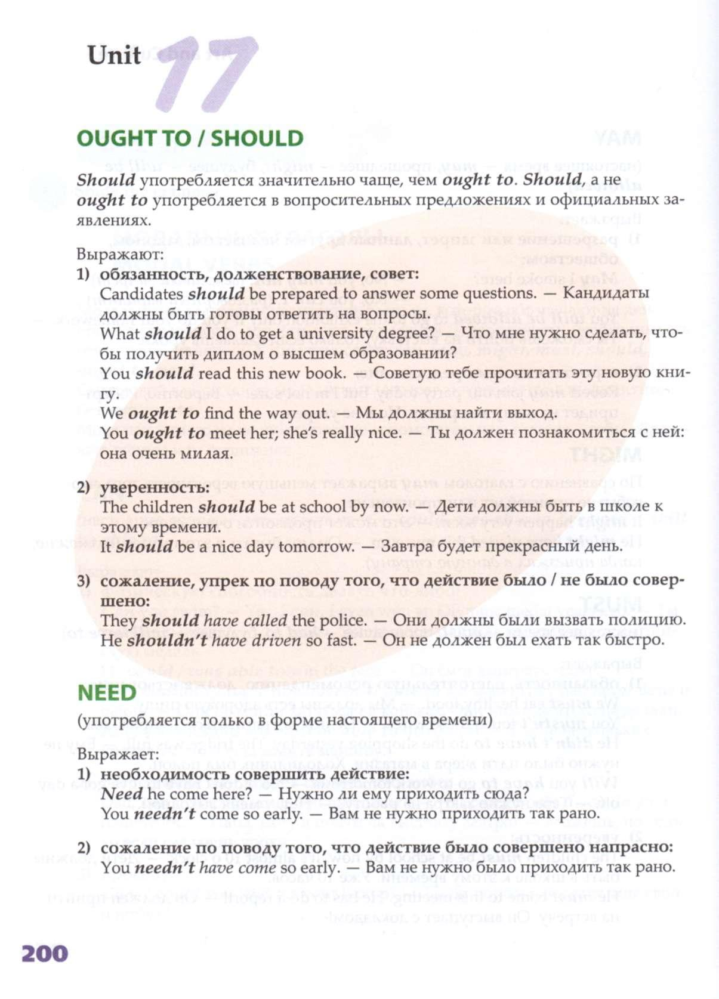 Unit 17
OUGHT TO / SHOULD
Should употребляется значительно чаще, чем ought to. Should, а не
ought to употребляется в вопросительных предложениях и официальных за-
явлениях.
Выражают:
1) обязанность, долженствование, совет:
Candidates should be prepared to answer some questions. — Кандидаты
должны быть готовы ответить на вопросы.
What should I do to get a university degree? — Что мне нужно сделать, что-
бы получить диплом о высшем образовании?
You should read this new book. — Советую тебе прочитать эту новую кни-
гу.
We ought to find the way out. — Мы должны найти выход.
You ought to meet her; she's really nice. — Ты должен познакомиться с ней:
она очень милая.
2) уверенность:
The children should be at school by now. — Дети должны быть в школе к
этому времени.
It should be a nice day tomorrow. — Завтра будет прекрасный день.
3) сожаление, упрек по поводу того, что действие было / не было совер-
шено:
They should have called the police. — Они должны были вызвать полицию.
He shouldn't have driven so fast. — Он не должен был ехать так быстро.
NEED
(употребляется только в форме настоящего времени)
Выражает:
1) необходимость совершить действие:
Need he come here? — Нужно ли ему приходить сюда?
You needn't come so early. — Вам не нужно приходить так рано.
2) сожаление по поводу того, что действие было совершено напрасно:
You needn't have come so early. — Вам не нужно было приходить так рано.
200